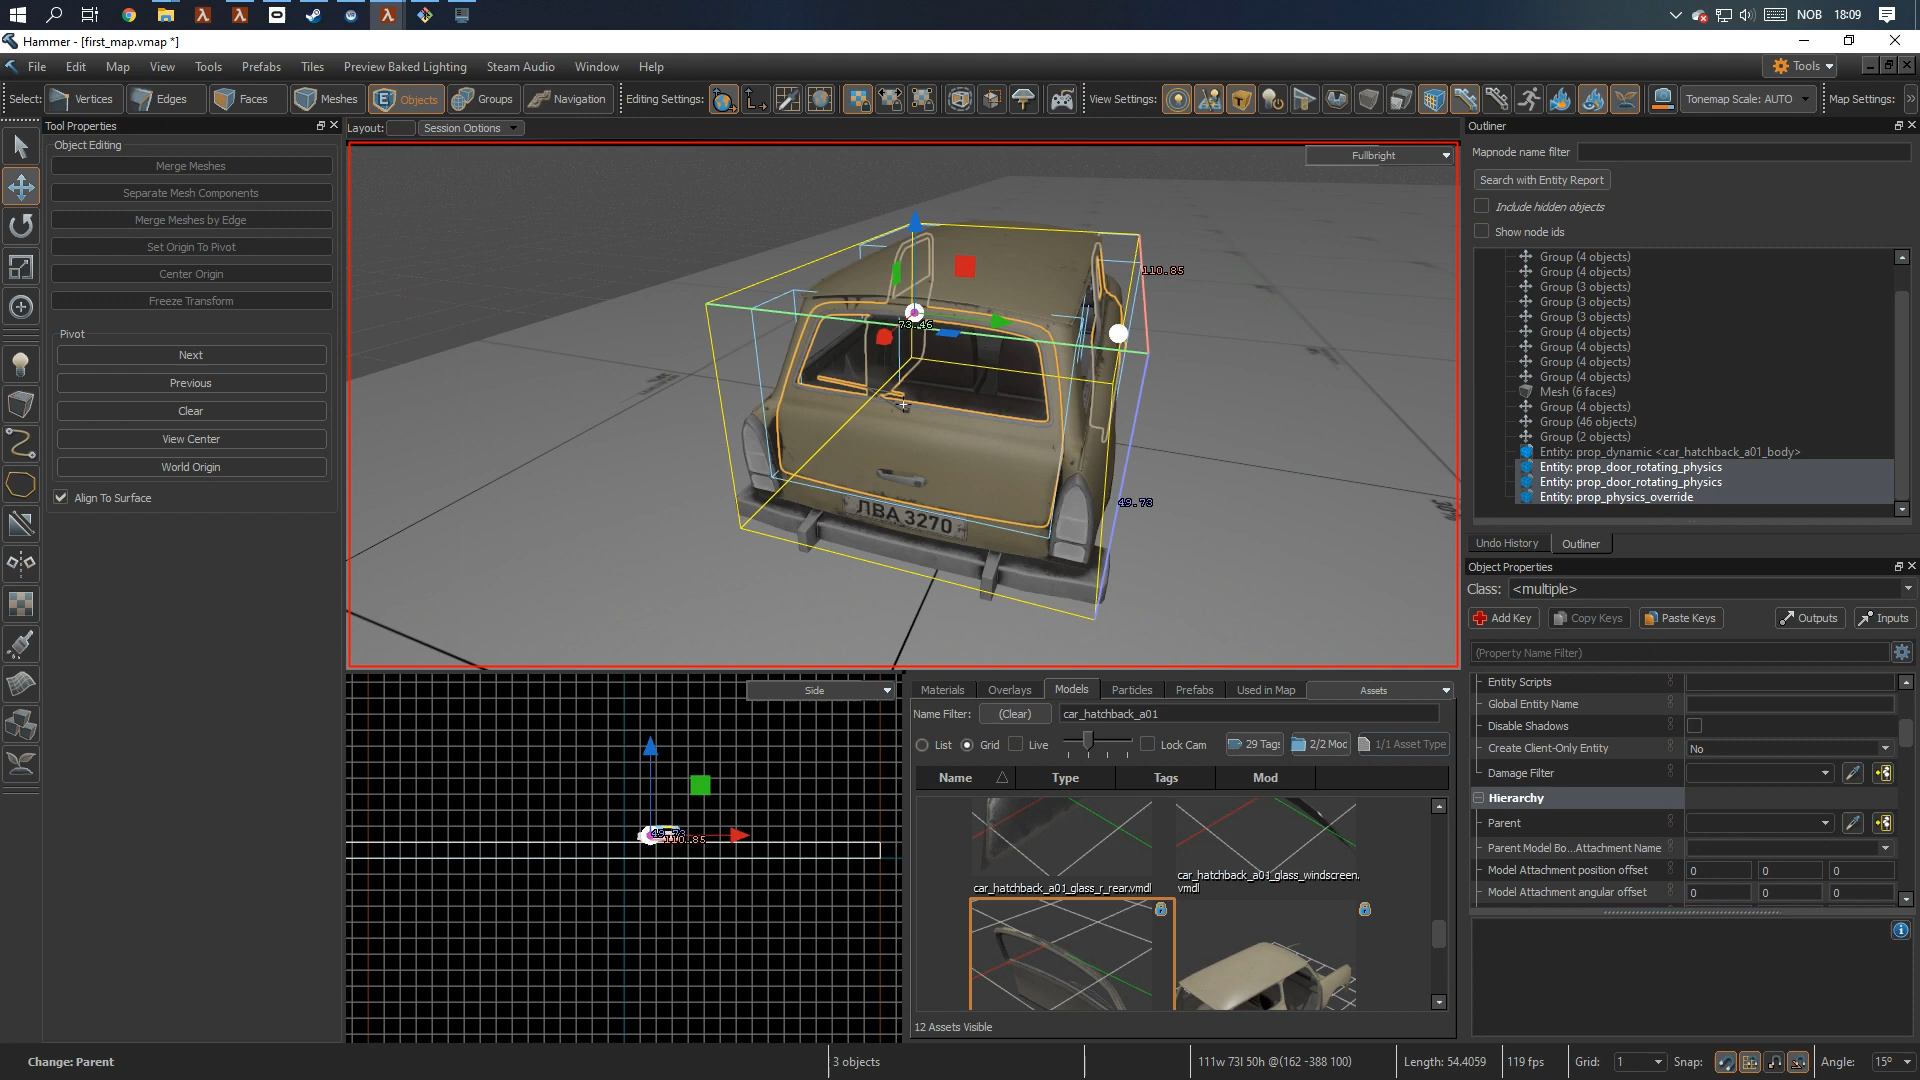 NOB 18:09
Hammer - [first_map.vmap *]
File Edit Map View Tools Prefabs Tiles Preview Baked Lighting Steam Audio Window Help Tools
Select: Vertices Edges Faces Meshes Objects Groups Navigation Editing Settings: View Settings: Tonemap Scale: AUTO Map Settings:
Tool Properties
Object Editing
Merge Meshes
Separate Mesh Components
Merge Meshes by Edge
Set Origin To Pivot
Center Origin
Freeze Transform
Pivot
Next
Previous
Clear
View Center
World Origin
Align To Surface
Layout: Session Options
Fullbright
110.85
73.46
49.73
ЛВА 3270
Side
49.73
110.85
Outliner
Mapnode name filter
Search with Entity Report
Include hidden objects
Show node ids
Group (4 objects)
Group (4 objects)
Group (3 objects)
Group (3 objects)
Group (3 objects)
Group (4 objects)
Group (4 objects)
Group (4 objects)
Group (4 objects)
Mesh (6 faces)
Group (4 objects)
Group (46 objects)
Group (2 objects)
Entity: prop_dynamic <car_hatchback_a01_body>
Entity: prop_door_rotating_physics
Entity: prop_door_rotating_physics
Entity: prop_physics_override
Undo History Outliner
Object Properties
Class: <multiple>
Add Key Copy Keys Paste Keys Outputs Inputs
(Property Name Filter)
Entity Scripts
Global Entity Name
Disable Shadows
Create Client-Only Entity No
Damage Filter
Hierarchy
Parent
Parent Model Bo...Attachment Name
Model Attachment position offset 0 0 0
Model Attachment angular offset 0 0 0
Materials Overlays Models Particles Prefabs Used in Map Assets
Name Filter: (Clear) car_hatchback_a01
List Grid Live Lock Cam 29 Tags 2/2 Mod 1/1 Asset Type
Name Type Tags Mod
car_hatchback_a01_glass_r_rear.vmdl
car_hatchback_a01_glass_windscreen.
vmdl
12 Assets Visible
Change: Parent 3 objects 111w 73l 50h @(162 -388 100) Length: 54.4059 119 fps Grid: 1 Snap: Angle: 15º